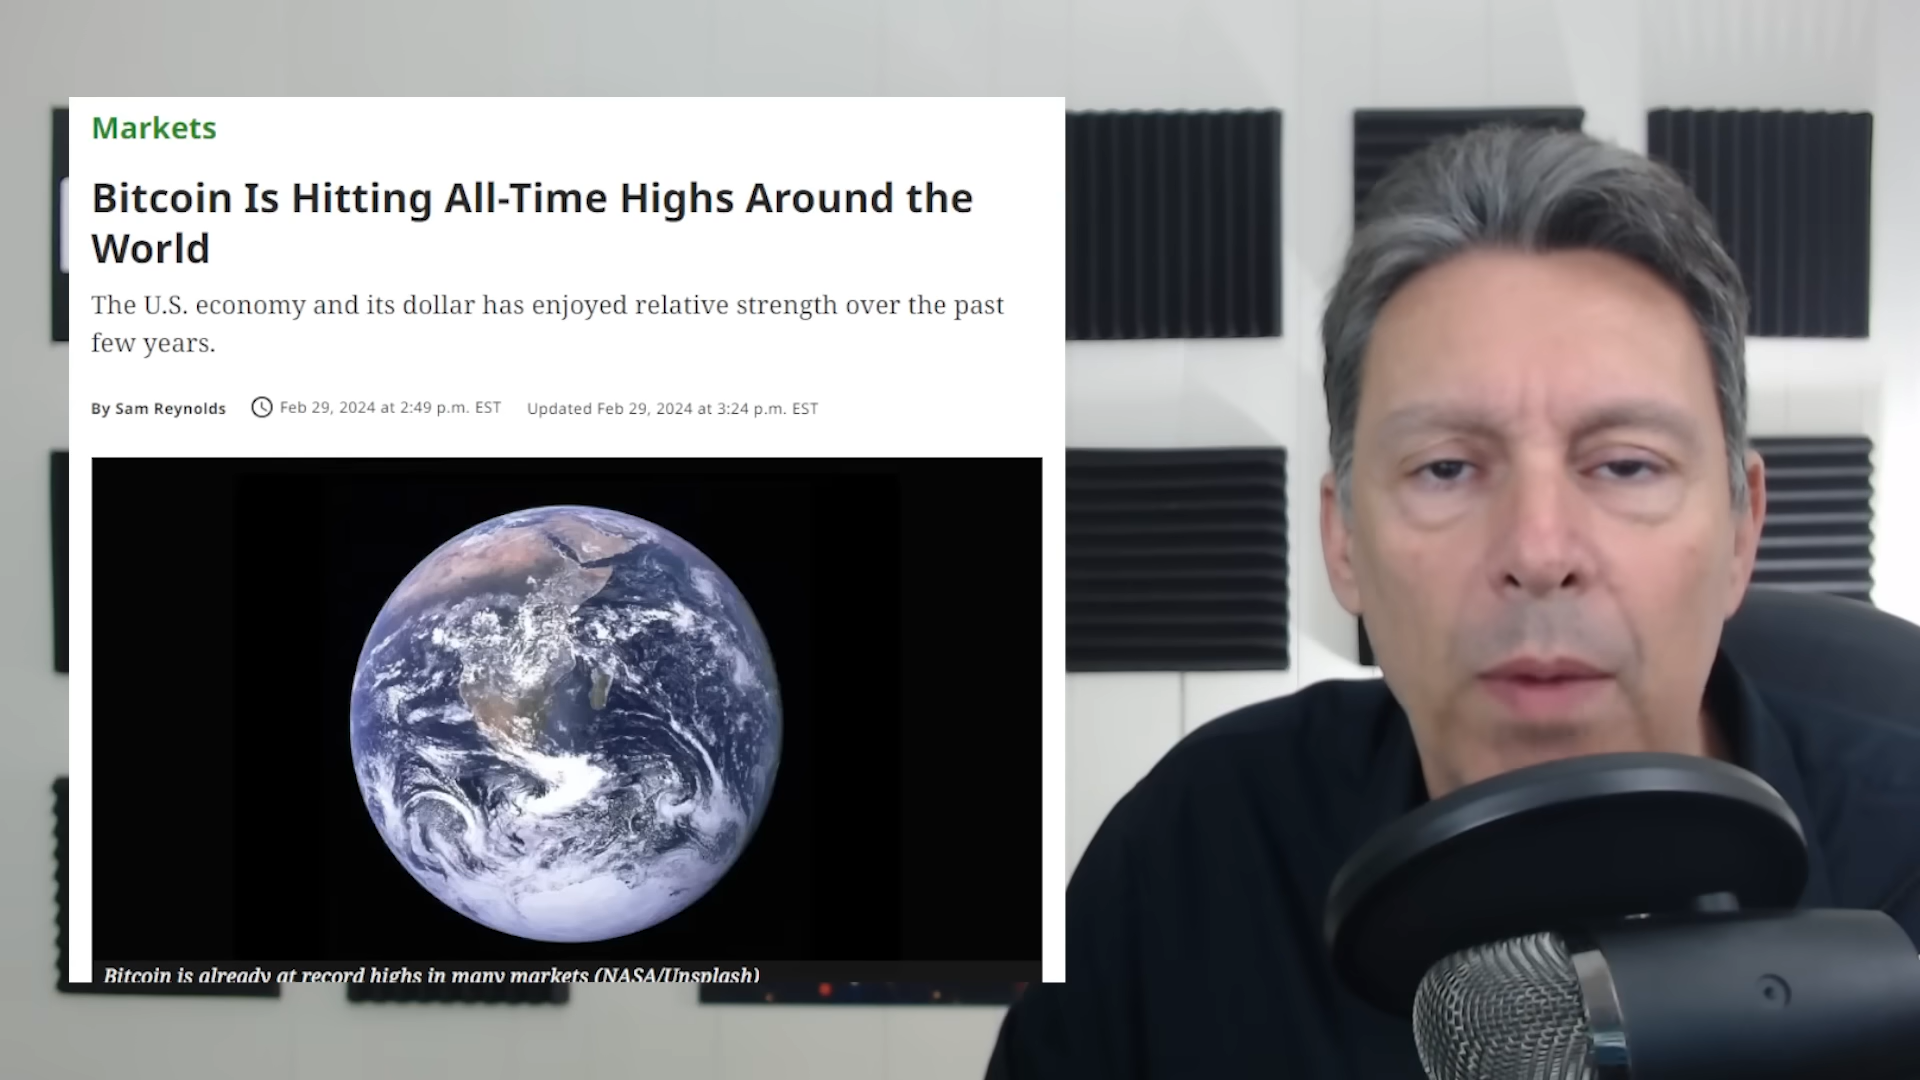 Markets
Bitcoin Is Hitting All-Time Highs Around the
World
The U.S. economy and its dollar has enjoyed relative strength over the past
few years.
By Sam Reynolds Feb 29, 2024 at 2:49 p.m. EST Updated Feb 29, 2024 at 3:24 p.m. EST
Bitcoin is already at record highs in many markets (NASA/Unsplash)